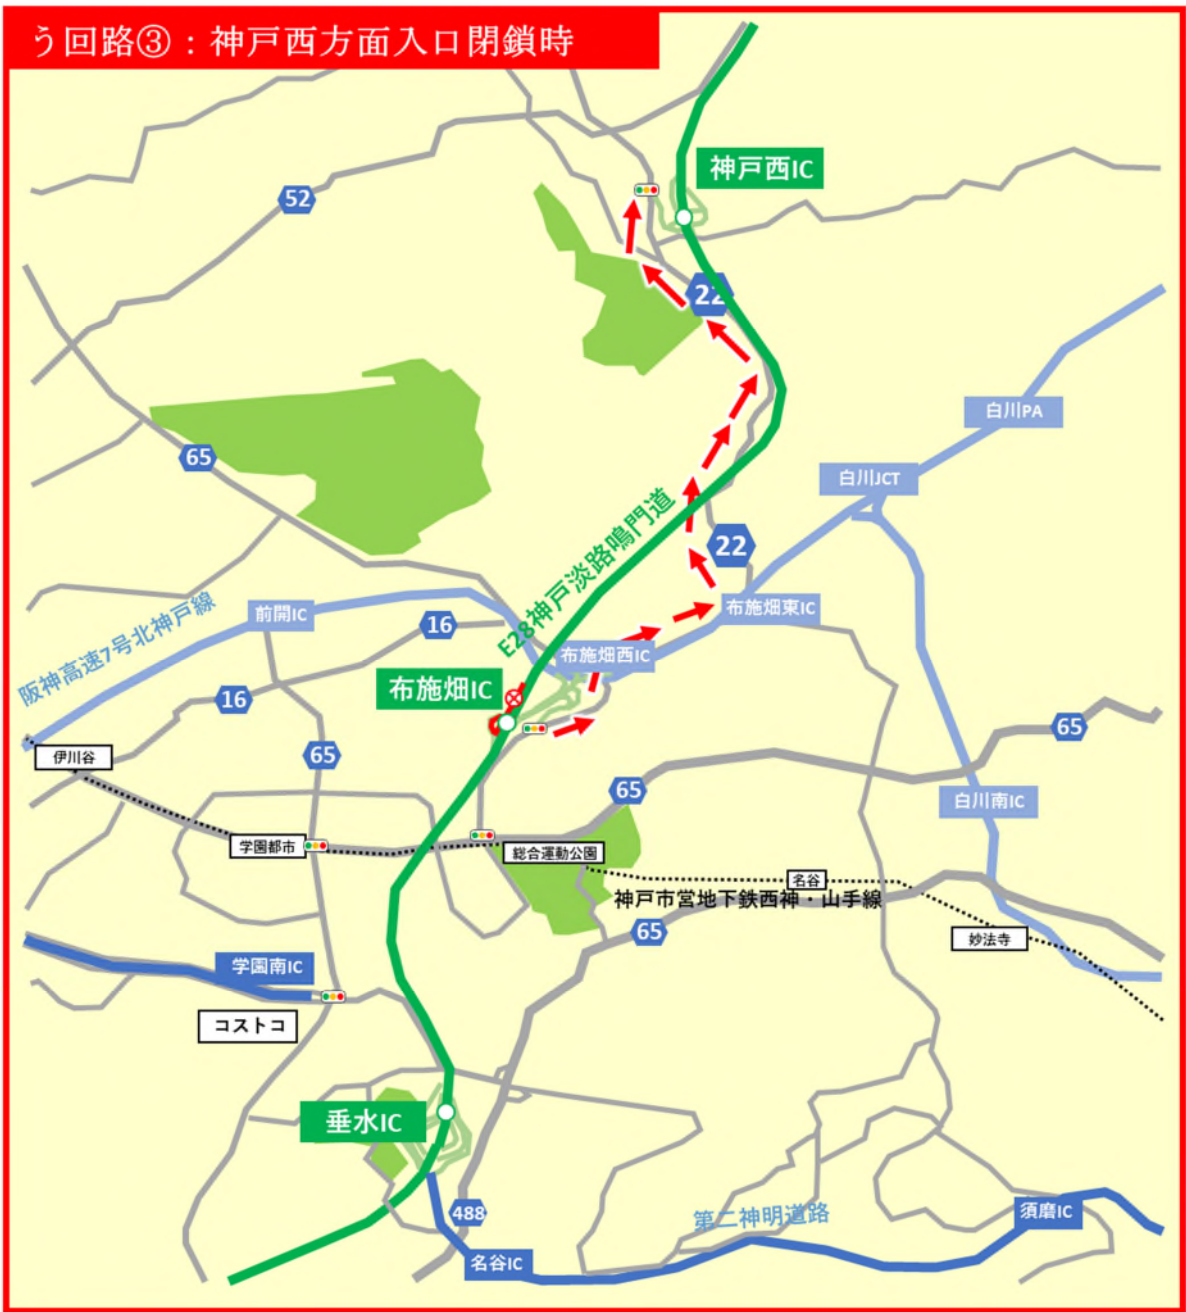 う回路③：神戸西方面入口閉鎖時
神戸西IC
52
22
白川PA
65
白川JCT
E28神戸淡路鳴門道
22
阪神高速7号北神戸線
前開IC
16
布施畑東IC
布施畑西IC
布施畑IC
16
伊川谷
65
65
65
白川南IC
学園都市
総合運動公園
名谷
神戸市営地下鉄西神・山手線
65
妙法寺
学園南IC
コストコ
垂水IC
488
第二神明道路
須磨IC
名谷IC